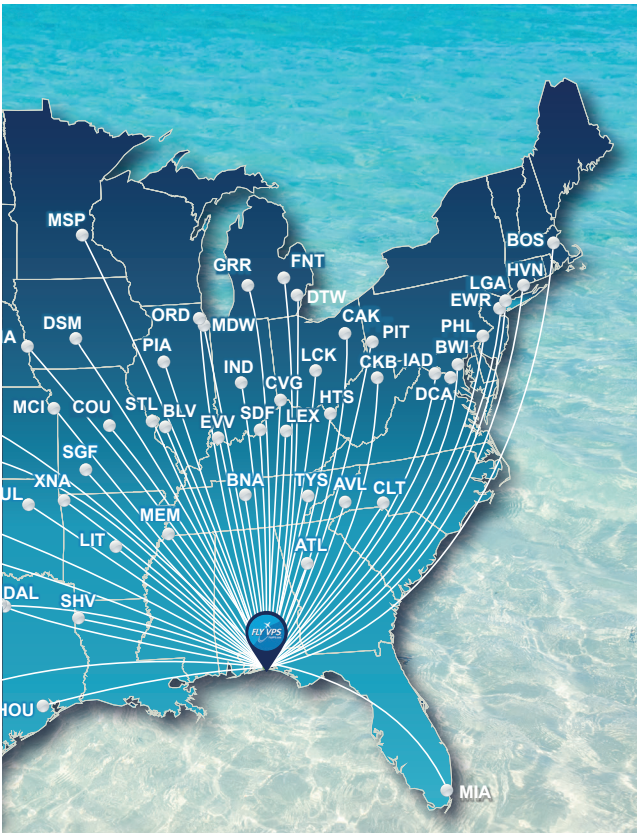 MSP
BOS
GRR
FNT
HVN
LGA
DTW
EWR
ORD
MDW
CAK
PHL
DSM
PIT
BWI
IA
PIA
LCK
CKB
IAD
IND
CVG
DCA
MCI
COU
STL
BLV
HTS
EVV
SDF
LEX
SGF
XNA
BNA
TYS
AVL
CLT
UL
MEM
LIT
ATL
DAL
SHV
FLY VPS
HOU
MIA